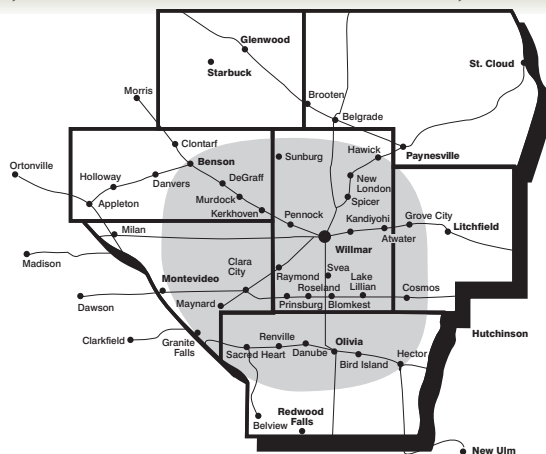 Glenwood
Starbuck
St. Cloud
Morris
Brooten
Belgrade
Clontarf
Hawick
Paynesville
Ortonville
Benson
Sunburg
Holloway
Danvers
DeGraff
New
London
Murdock
Spicer
Appleton
Kerkhoven
Pennock
Kandiyohi
Grove City
Litchfield
Milan
Willmar
Atwater
Madison
Clara
City
Svea
Montevideo
Raymond
Lake
Lillian
Roseland
Cosmos
Dawson
Maynard
Prinsburg
Blomkest
Hutchinson
Clarkfield
Granite
Falls
Renville
Olivia
Sacred Heart
Danube
Hector
Bird Island
Redwood
Falls
Belview
New Ulm